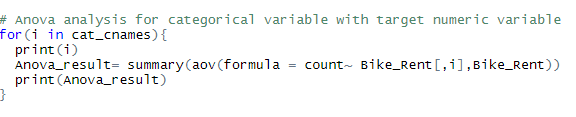 # Anova analysis for categorical variable with target numeric variable
for(i in cat_cnames){
  print(i)
  Anova_result= summary(aov(formula = count~ Bike_Rent[,i],Bike_Rent))
  print(Anova_result)
}